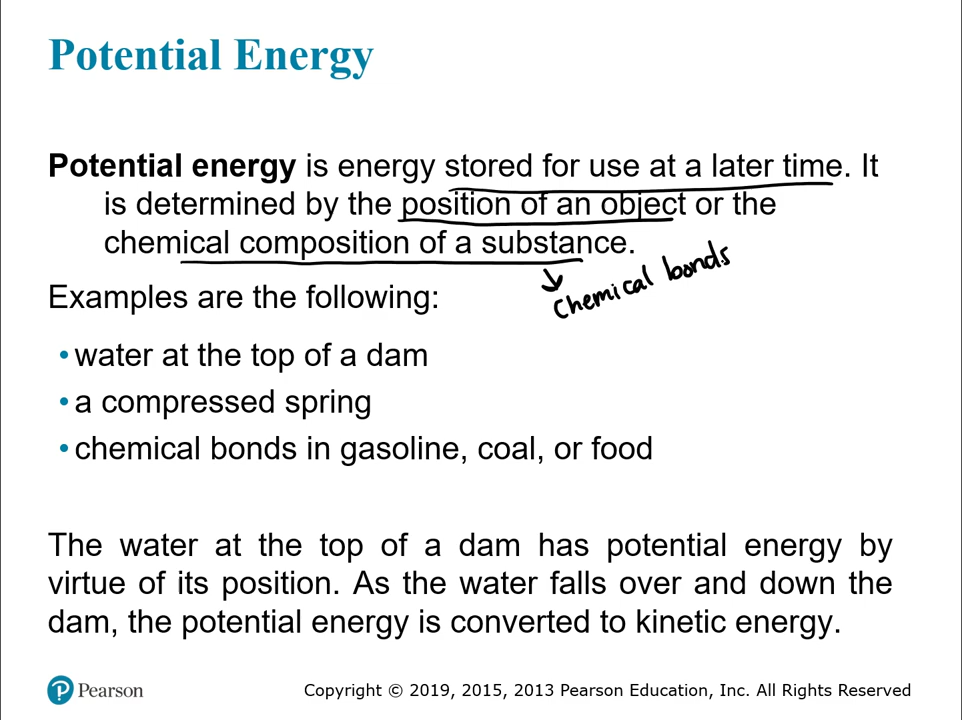 Potential Energy
Potential energy is energy stored for use at a later time. It
is determined by the position of an object or the
chemical composition of a substance.
chemical bonds
Examples are the following:
•water at the top of a dam
•a compressed spring
•chemical bonds in gasoline, coal, or food
The water at the top of a dam has potential energy by
virtue of its position. As the water falls over and down the
dam, the potential energy is converted to kinetic energy.
Pearson
Copyright © 2019, 2015, 2013 Pearson Education, Inc. All Rights Reserved